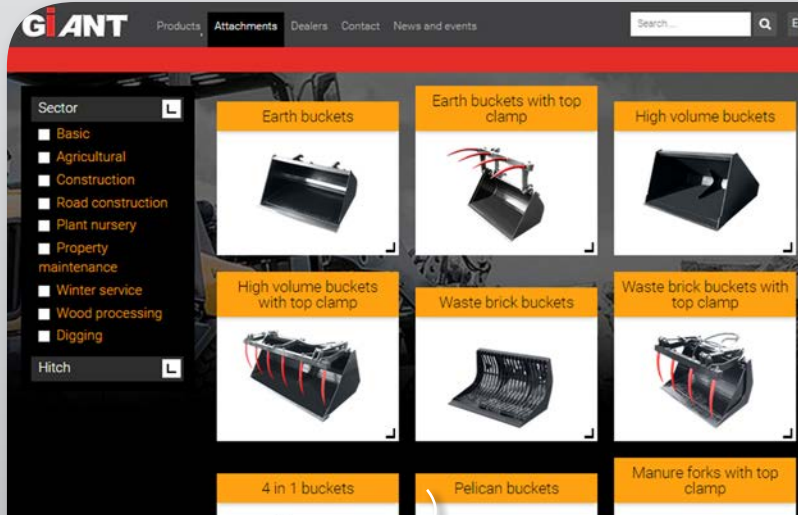 GiANT
Products Attachments Dealers Contact News and events
Search...
E
Sector
Basic
Agricultural
Construction
Road construction
Plant nursery
Property
maintenance
Winter service
Wood processing
Digging
Hitch
Earth buckets
Earth buckets with top
clamp
High volume buckets
High volume buckets
with top clamp
Waste brick buckets
Waste brick buckets with
top clamp
4 in 1 buckets
Pelican buckets
Manure forks with top
clamp